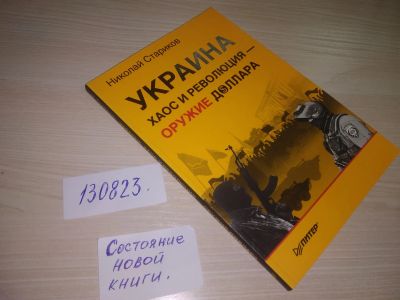 Николай Стариков
УКРАИНА
ХАОС И РЕВОЛЮЦИЯ —
ОРУЖИЕ ДОЛЛАРА
ПИТЕР
130823.
Состояние
новой
книги.